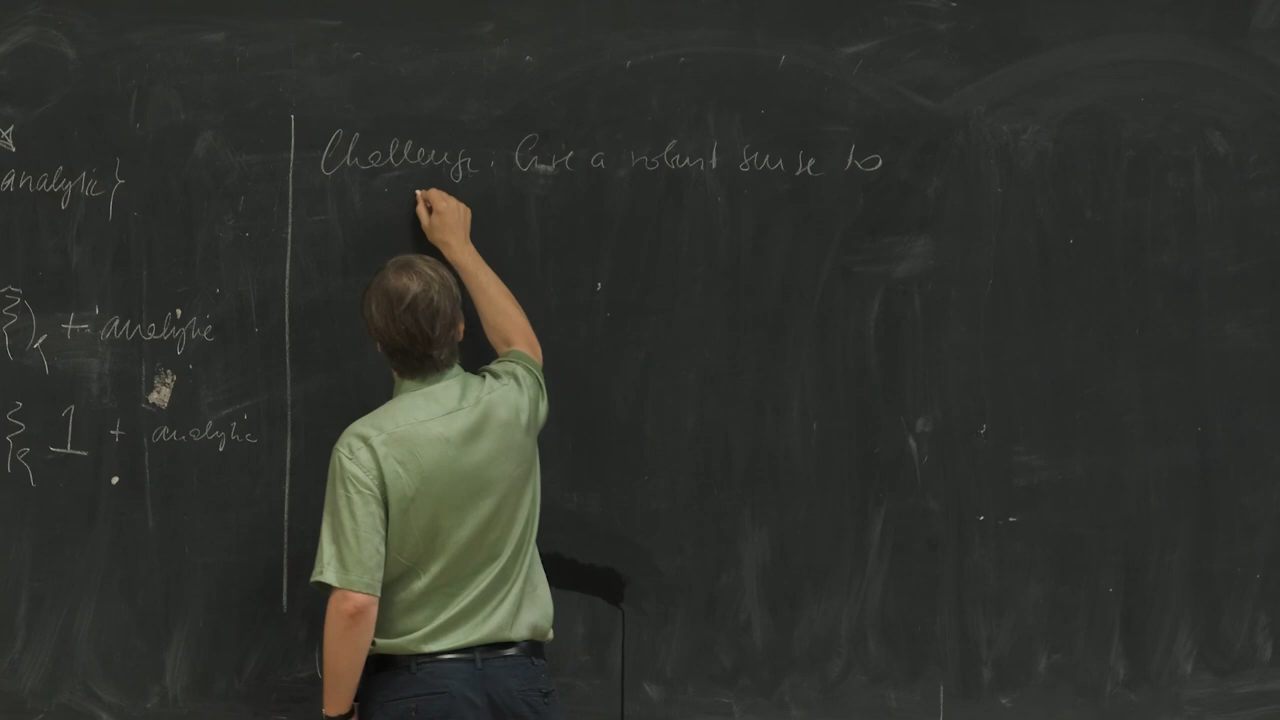 analytic}
+ analytic
1 + analytic
Challenge: Give a robust sense to